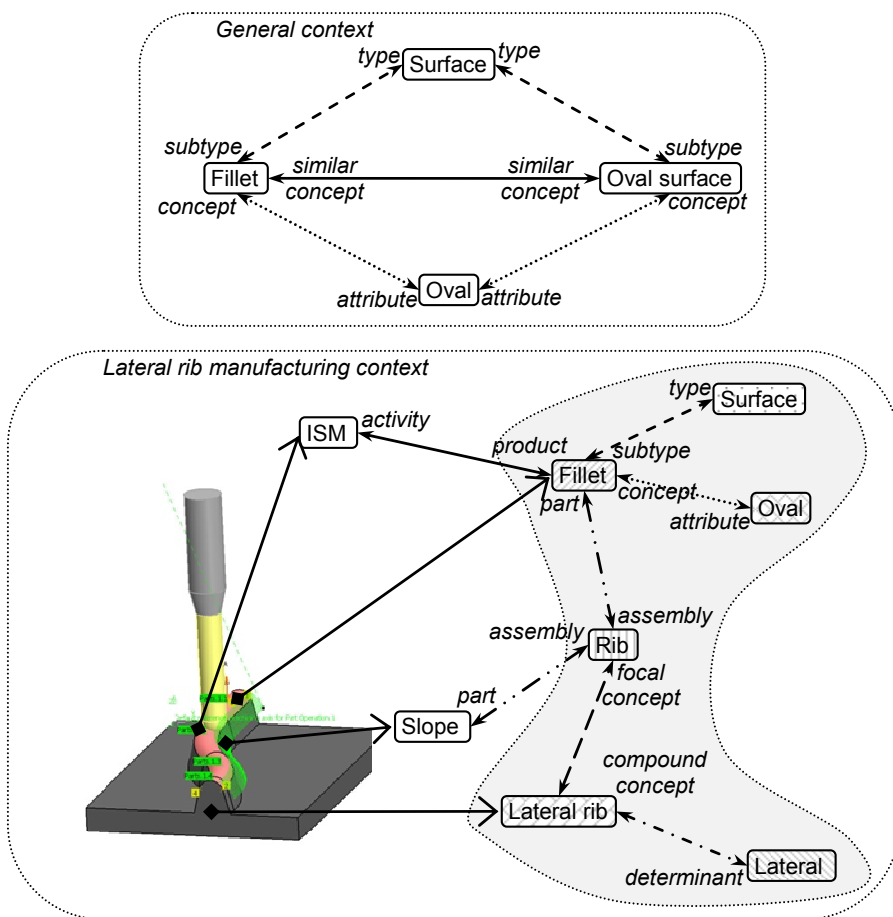 General context
type
type
Surface
subtype
subtype
Fillet
similar
concept
similar
concept
Oval surface
concept
concept
attribute
Oval
attribute
Lateral rib manufacturing context
type
Surface
ISM
activity
product
subtype
Fillet
concept
part
attribute
Oval
assembly
assembly
Rib
focal
concept
part
Slope
compound
concept
Lateral rib
determinant
Lateral